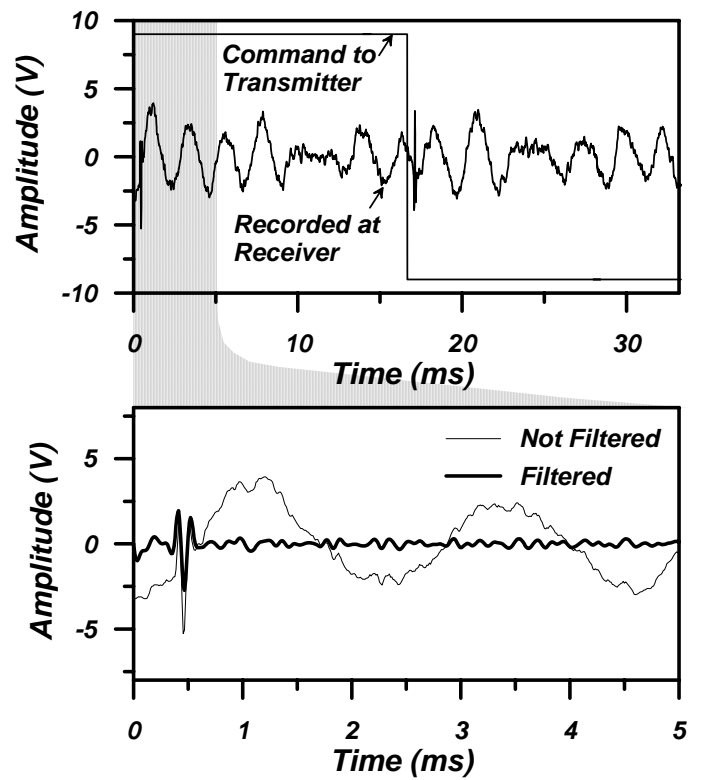 10
5
0
-5
-10
Amplitude (V)
Command to
Transmitter
Recorded at
Receiver
0 10 20 30
Time (ms)
5
0
-5
Amplitude (V)
Not Filtered
Filtered
0 1 2 3 4 5
Time (ms)